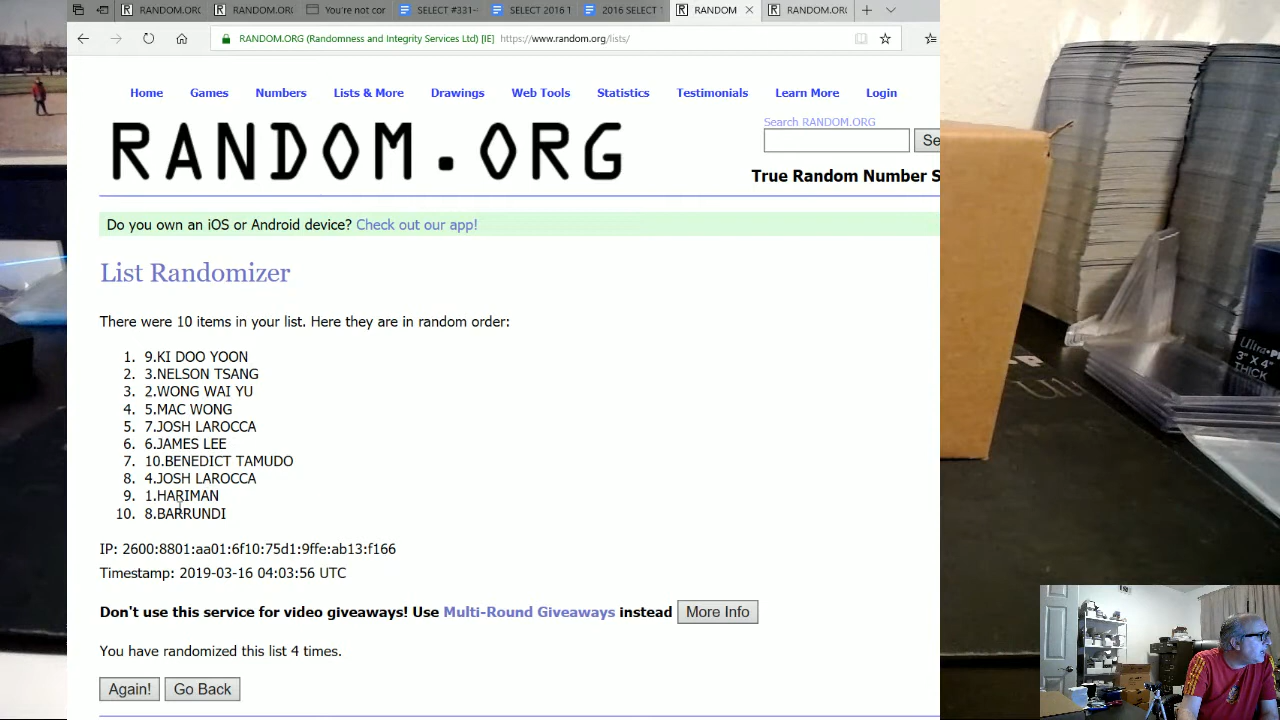 RANDOM.ORG
RANDOM.ORG
You're not cor
SELECT #331-
SELECT 2016 1
2016 SELECT 1
RANDOM
RANDOM.ORG
RANDOM.ORG (Randomness and Integrity Services Ltd) [IE] https://www.random.org/lists/
Home Games Numbers Lists & More Drawings Web Tools Statistics Testimonials Learn More Login
Search RANDOM.ORG
RANDOM.ORG
Se
True Random Number S
Do you own an iOS or Android device? Check out our app!
List Randomizer
There were 10 items in your list. Here they are in random order:
1. 9.KI DOO YOON
2. 3.NELSON TSANG
3. 2.WONG WAI YU
4. 5.MAC WONG
5. 7.JOSH LAROCCA
6. 6.JAMES LEE
7. 10.BENEDICT TAMUDO
8. 4.JOSH LAROCCA
9. 1.HARIMAN
10. 8.BARRUNDI
IP: 2600:8801:aa01:6f10:75d1:9ffe:ab13:f166
Timestamp: 2019-03-16 04:03:56 UTC
Don't use this service for video giveaways! Use Multi-Round Giveaways instead More Info
You have randomized this list 4 times.
Again! Go Back
Ultra
3" X 4"
THICK